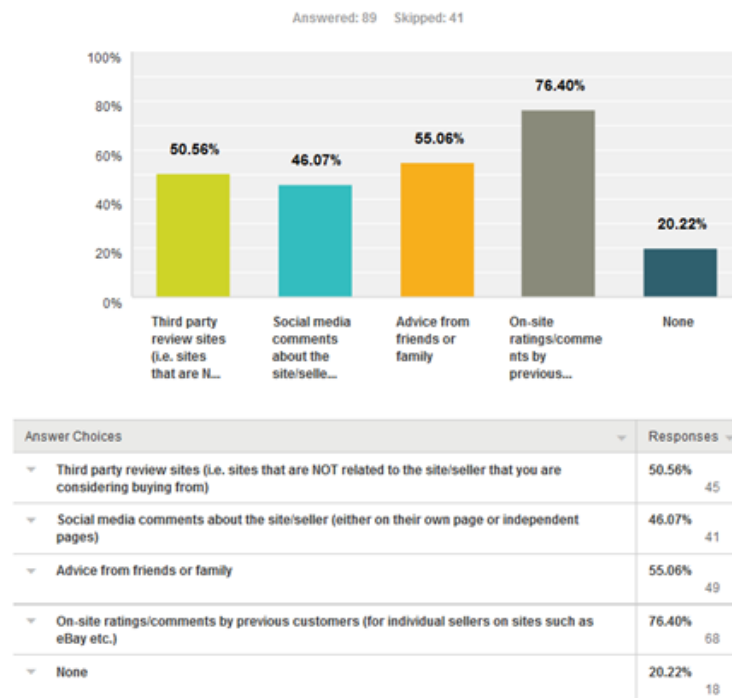 Answered: 89 Skipped: 41
100%
80%
60%
40%
20%
0%
50.56%
46.07%
55.06%
76.40%
20.22%
Third party
review sites
(i.e. sites
that are N...
Social media
comments
about the
site/selle...
Advice from
friends or
family
On-site
ratings/comme
nts by
previous...
None
Answer Choices Responses
Third party review sites (i.e. sites that are NOT related to the site/seller that you are
considering buying from)
50.56%
45
Social media comments about the site/seller (either on their own page or independent
pages)
46.07%
41
Advice from friends or family
55.06%
49
On-site ratings/comments by previous customers (for individual sellers on sites such as
eBay etc.)
76.40%
68
None
20.22%
18